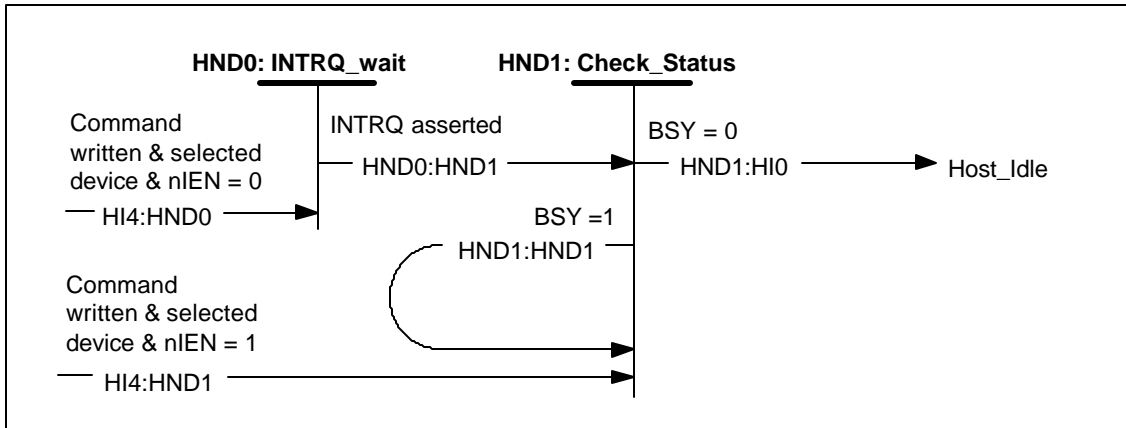 HND0: INTRQ_wait
HND1: Check_Status
Command
written & selected
device & nIEN = 0
HI4:HND0
INTRQ asserted
HND0:HND1
BSY = 0
HND1:HI0
Host_Idle
BSY =1
HND1:HND1
Command
written & selected
device & nIEN = 1
HI4:HND1